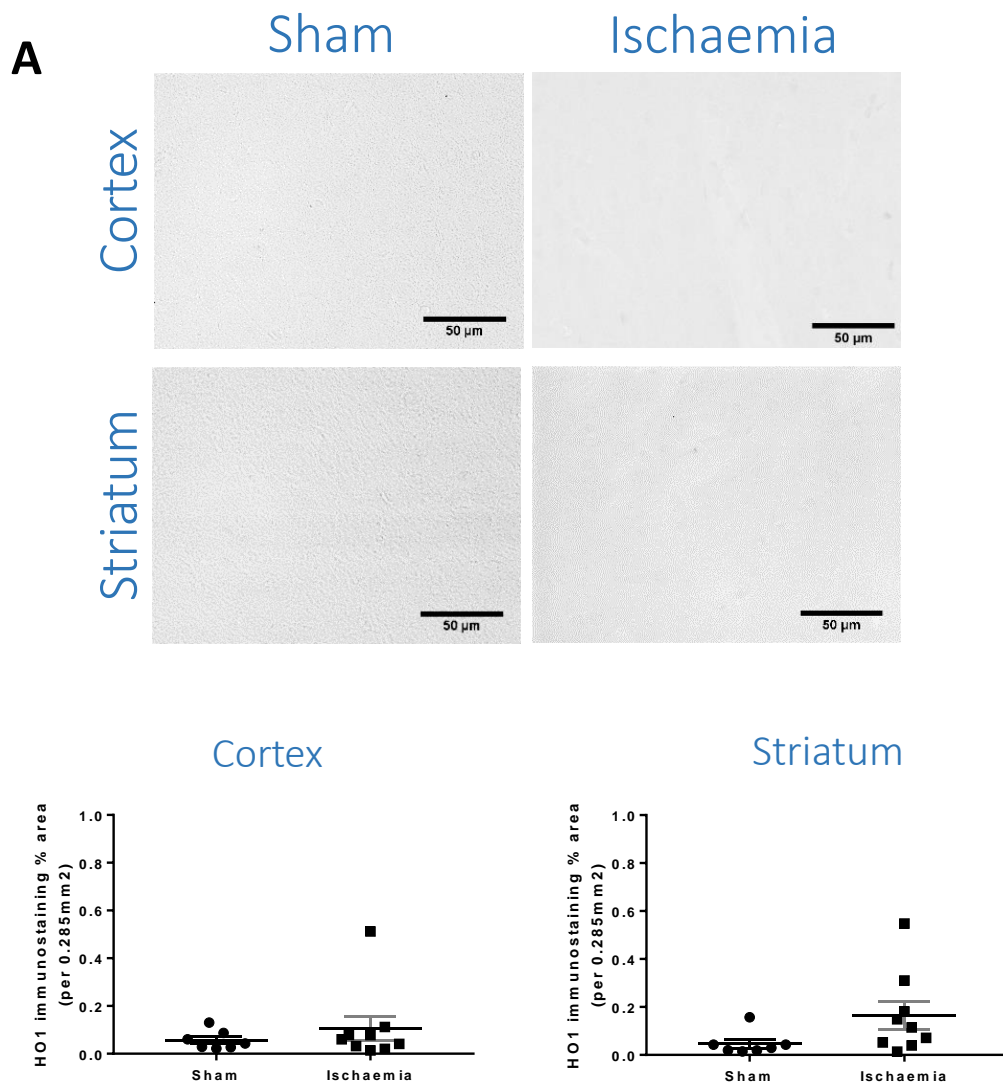 A
Sham
Ischaemia
Cortex
50 µm
50 µm
Striatum
50 µm
50 µm
Cortex
HO1 immunostaining % area
(per 0.285mm2)
1.0
0.8
0.6
0.4
0.2
0.0
Sham
Ischaemia
Striatum
HO1 immunostaining % area
(per 0.285mm2)
1.0
0.8
0.6
0.4
0.2
0.0
Sham
Ischaemia